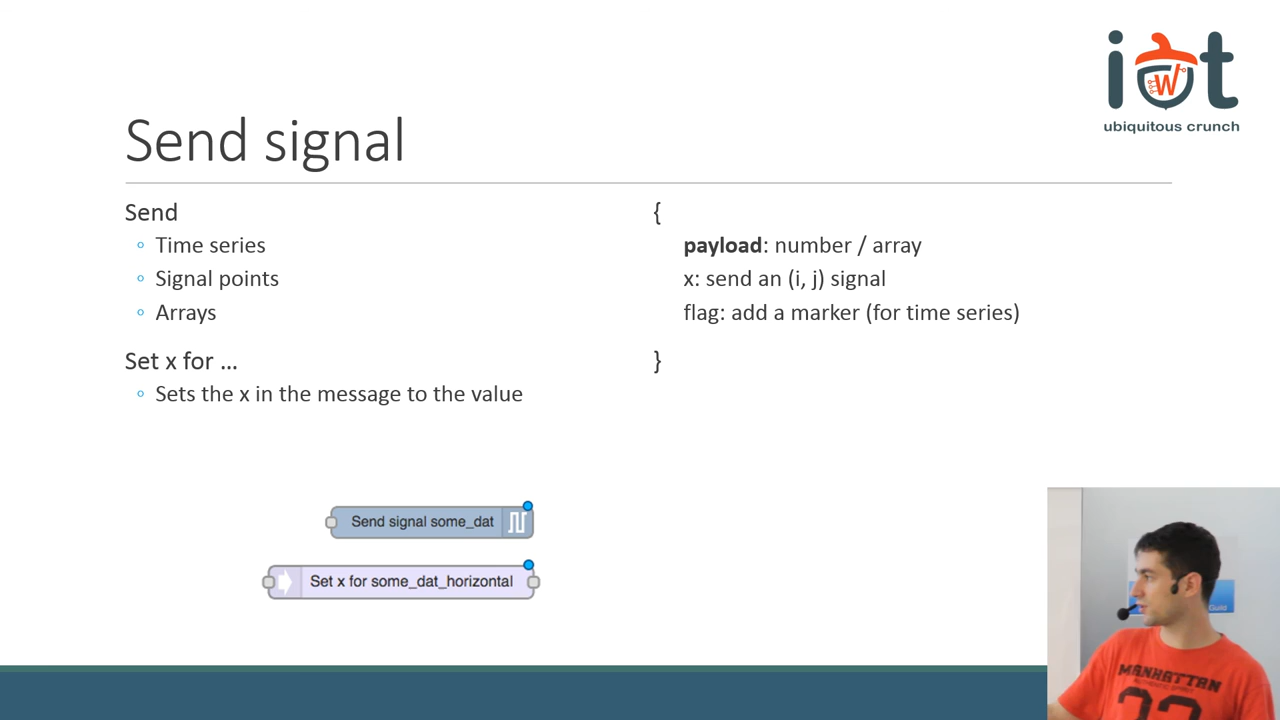 iot
W
ubiquitous crunch
Send signal
Send
Time series
Signal points
Arrays
Set x for ...
Sets the x in the message to the value
{
payload: number / array
x: send an (i, j) signal
flag: add a marker (for time series)
}
Send signal some_dat
Set x for some_dat_horizontal
Guild
MANHATTAN
22